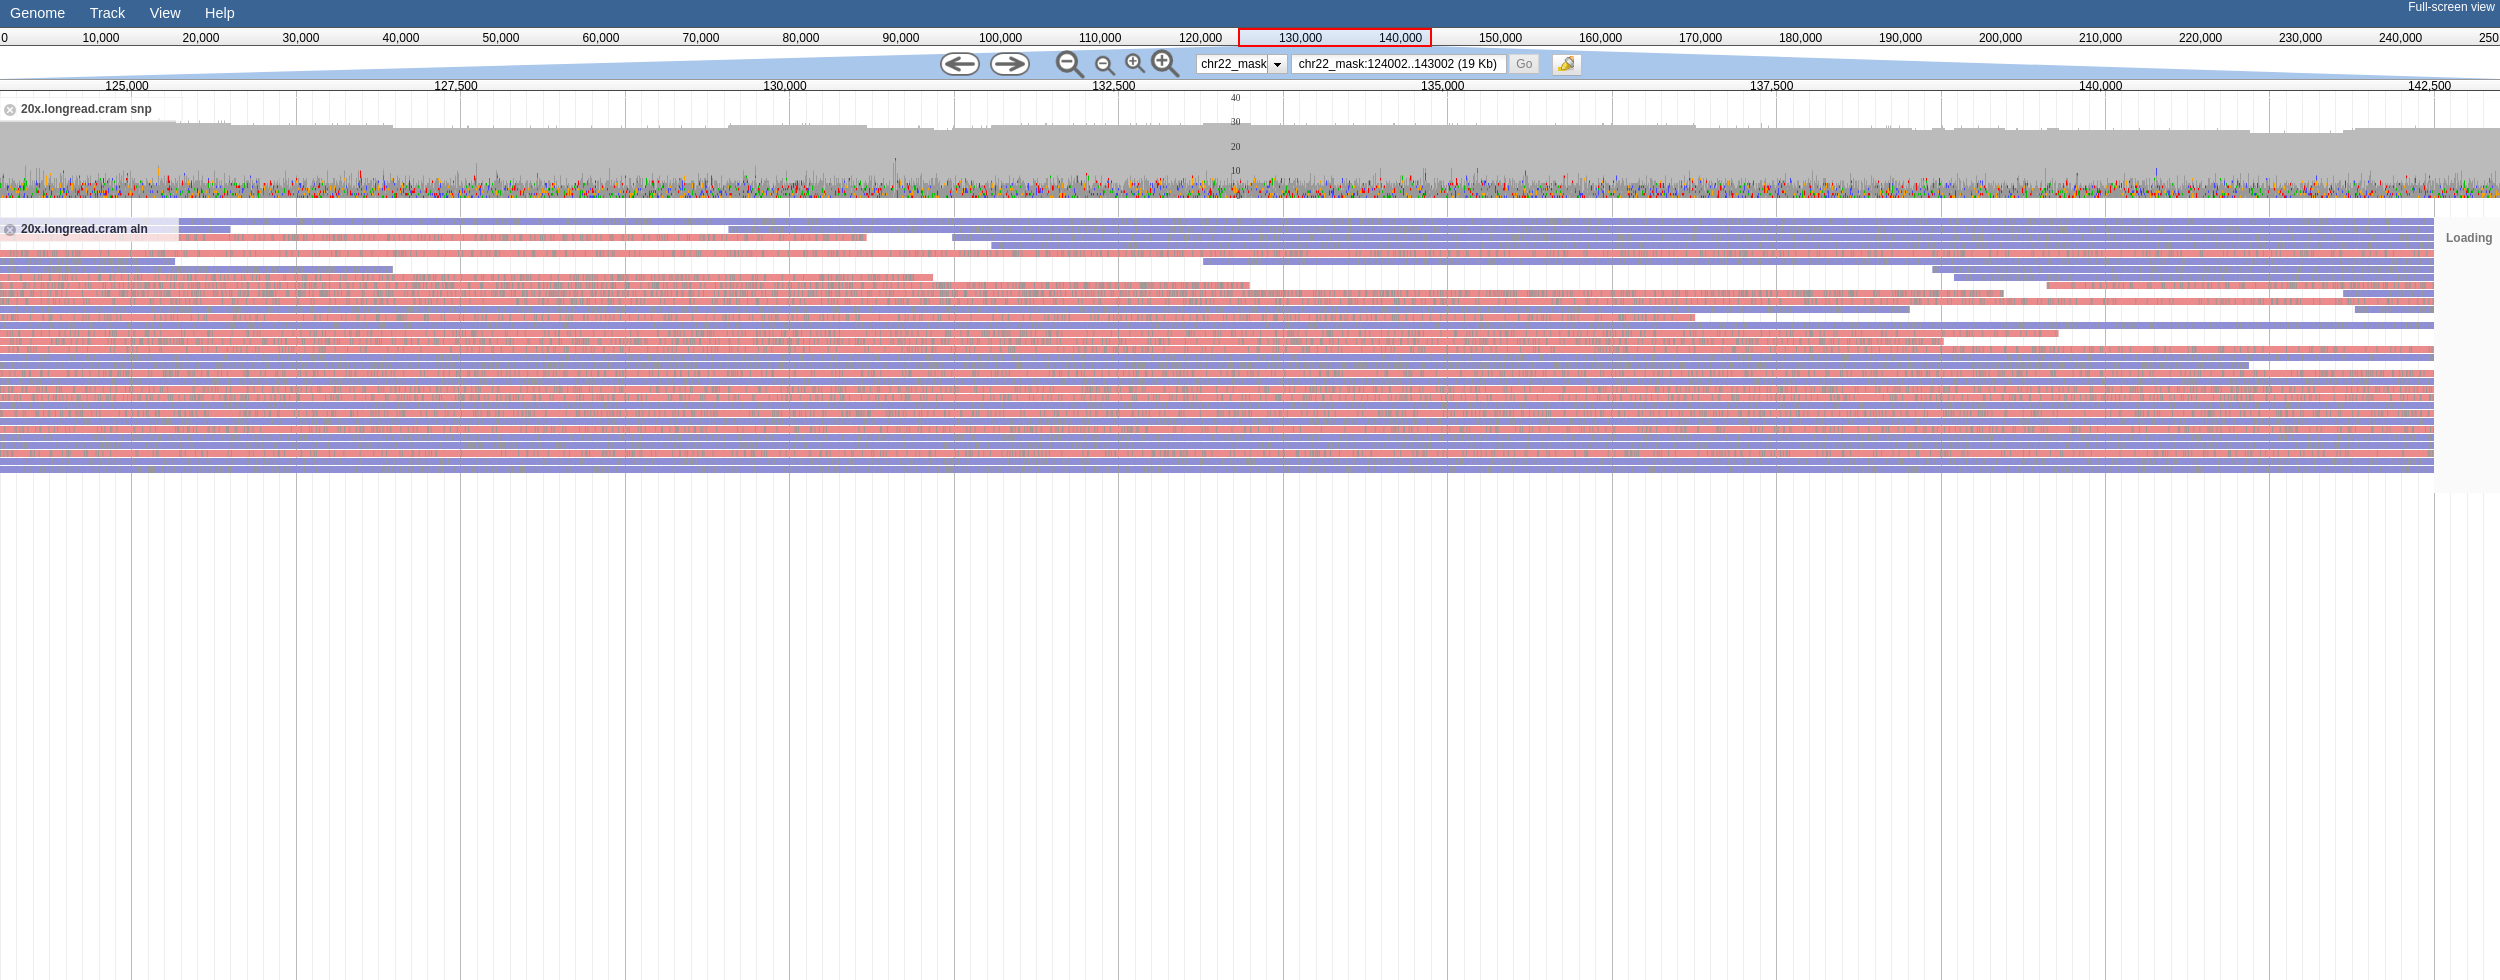 Genome Track View Help Full-screen view
0 10,000 20,000 30,000 40,000 50,000 60,000 70,000 80,000 90,000 100,000 110,000 120,000 130,000 140,000 150,000 160,000 170,000 180,000 190,000 200,000 210,000 220,000 230,000 240,000 250
chr22_mask chr22_mask:124002..143002 (19 Kb) Go
125,000 127,500 130,000 132,500 135,000 137,500 140,000 142,500
40
20x.longread.cram snp
30
20
10
0
20x.longread.cram aln
Loading